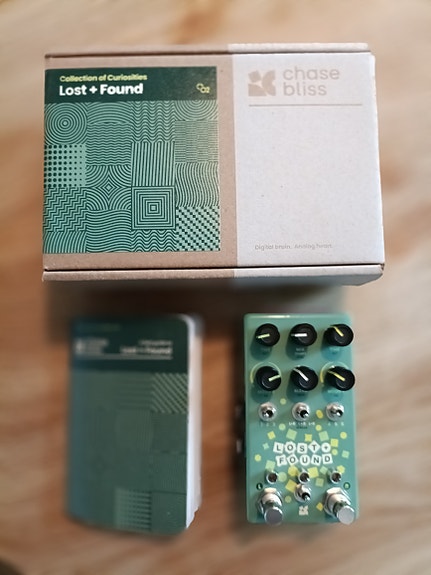 Collection of Curiosities
Lost + Found
chase
bliss
Digital brain. Analog heart.
Lost + Found
LOST +
FOUND